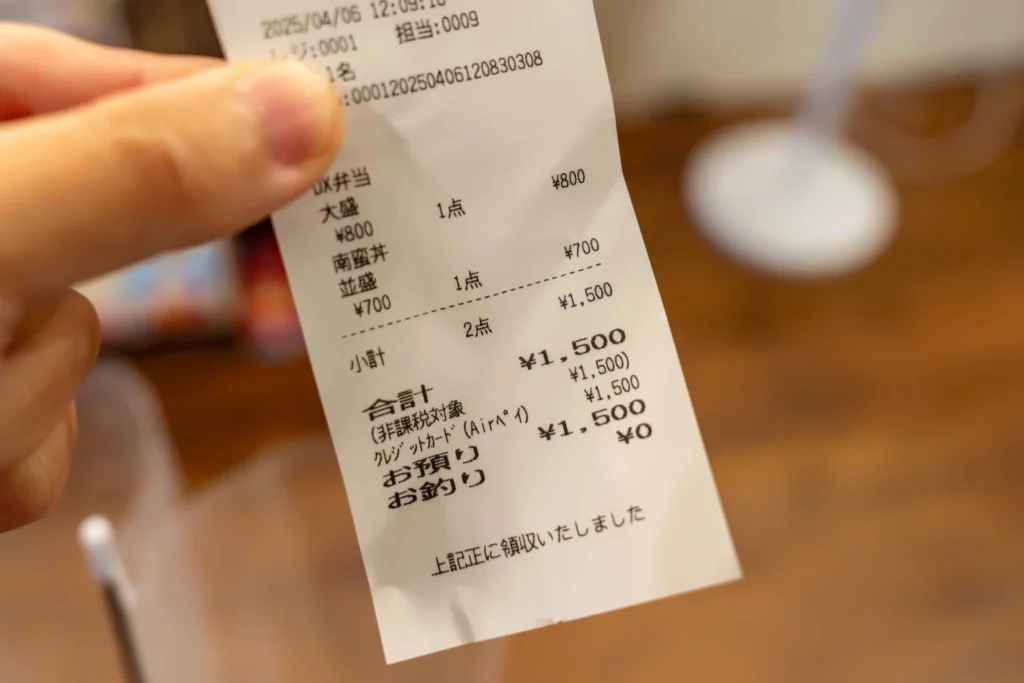 2025/04/06 12:09:10
ジ:0001 担当:0009
1名
:00012025040612083​0308
DX弁当
大盛 1点 ¥800
¥800
南蛮丼
並盛 1点 ¥700
¥700
小計 2点 ¥1,500
合計 ¥1,500
(非課税対象 ¥1,500)
クレジットカード(Airペイ) ¥1,500
お預り ¥1,500
お釣り ¥0
上記正に領収いたしました